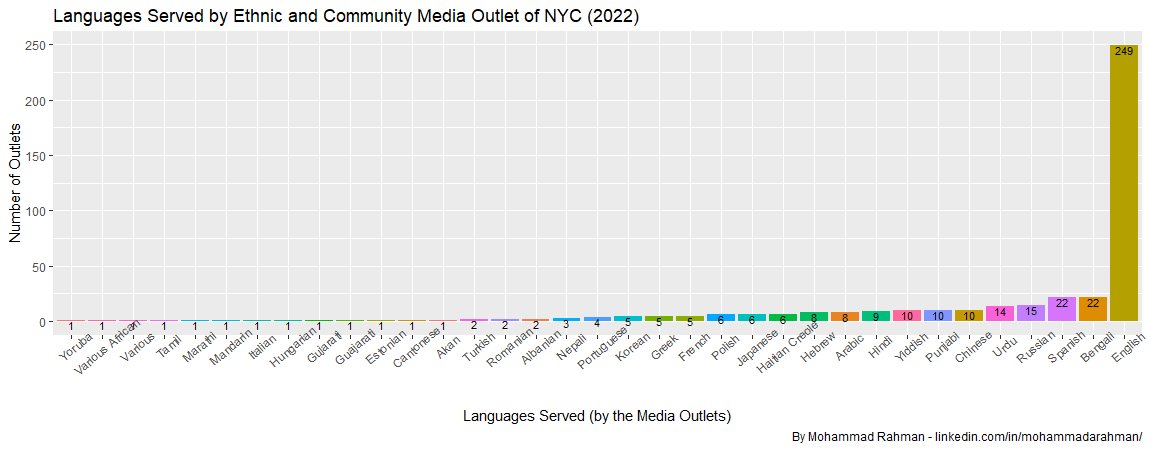 Languages Served by Ethnic and Community Media Outlet of NYC (2022)
Number of Outlets
250
200
150
100
50
0
1 1 1 1 1 1 1 1 1 1 1 1 1 2 2 2 3 4 5 5 5 6 6 6 8 8 9 10 10 10 14 15 22 22 249
Yoruba
Various African
Various
Tamil
Marathi
Mandarin
Italian
Hungarian
Gujarati
Guajarati
Estonian
Cantonese
Akan
Turkish
Romanian
Albanian
Nepali
Portuguese
Korean
Greek
French
Polish
Japanese
Haitian Creole
Hebrew
Arabic
Hindi
Yiddish
Punjabi
Chinese
Urdu
Russian
Spanish
Bengali
English
Languages Served (by the Media Outlets)
By Mohammad Rahman - linkedin.com/in/mohammadarahman/